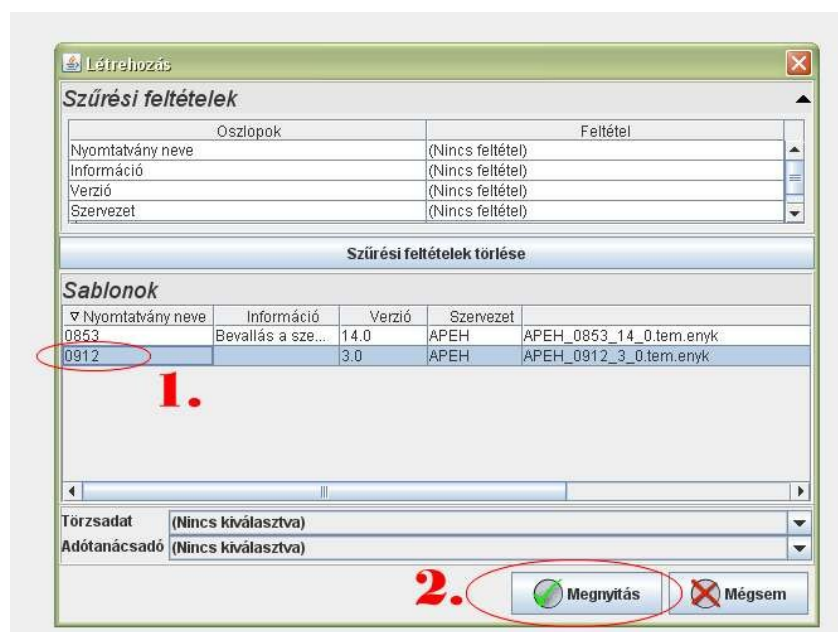 Létrehozás
Szűrési feltételek
Oszlopok Feltétel
Nyomtatvány neve (Nincs feltétel)
Információ (Nincs feltétel)
Verzió (Nincs feltétel)
Szervezet (Nincs feltétel)
Szűrési feltételek törlése
Sablonok
Nyomtatvány neve Információ Verzió Szervezet
0853 Bevallás a sze... 14.0 APEH APEH_0853_14_0.tem.enyk
0912 3.0 APEH APEH_0912_3_0.tem.enyk
1.
Törzsadat (Nincs kiválasztva)
Adótanácsadó (Nincs kiválasztva)
2. Megnyitás Mégsem